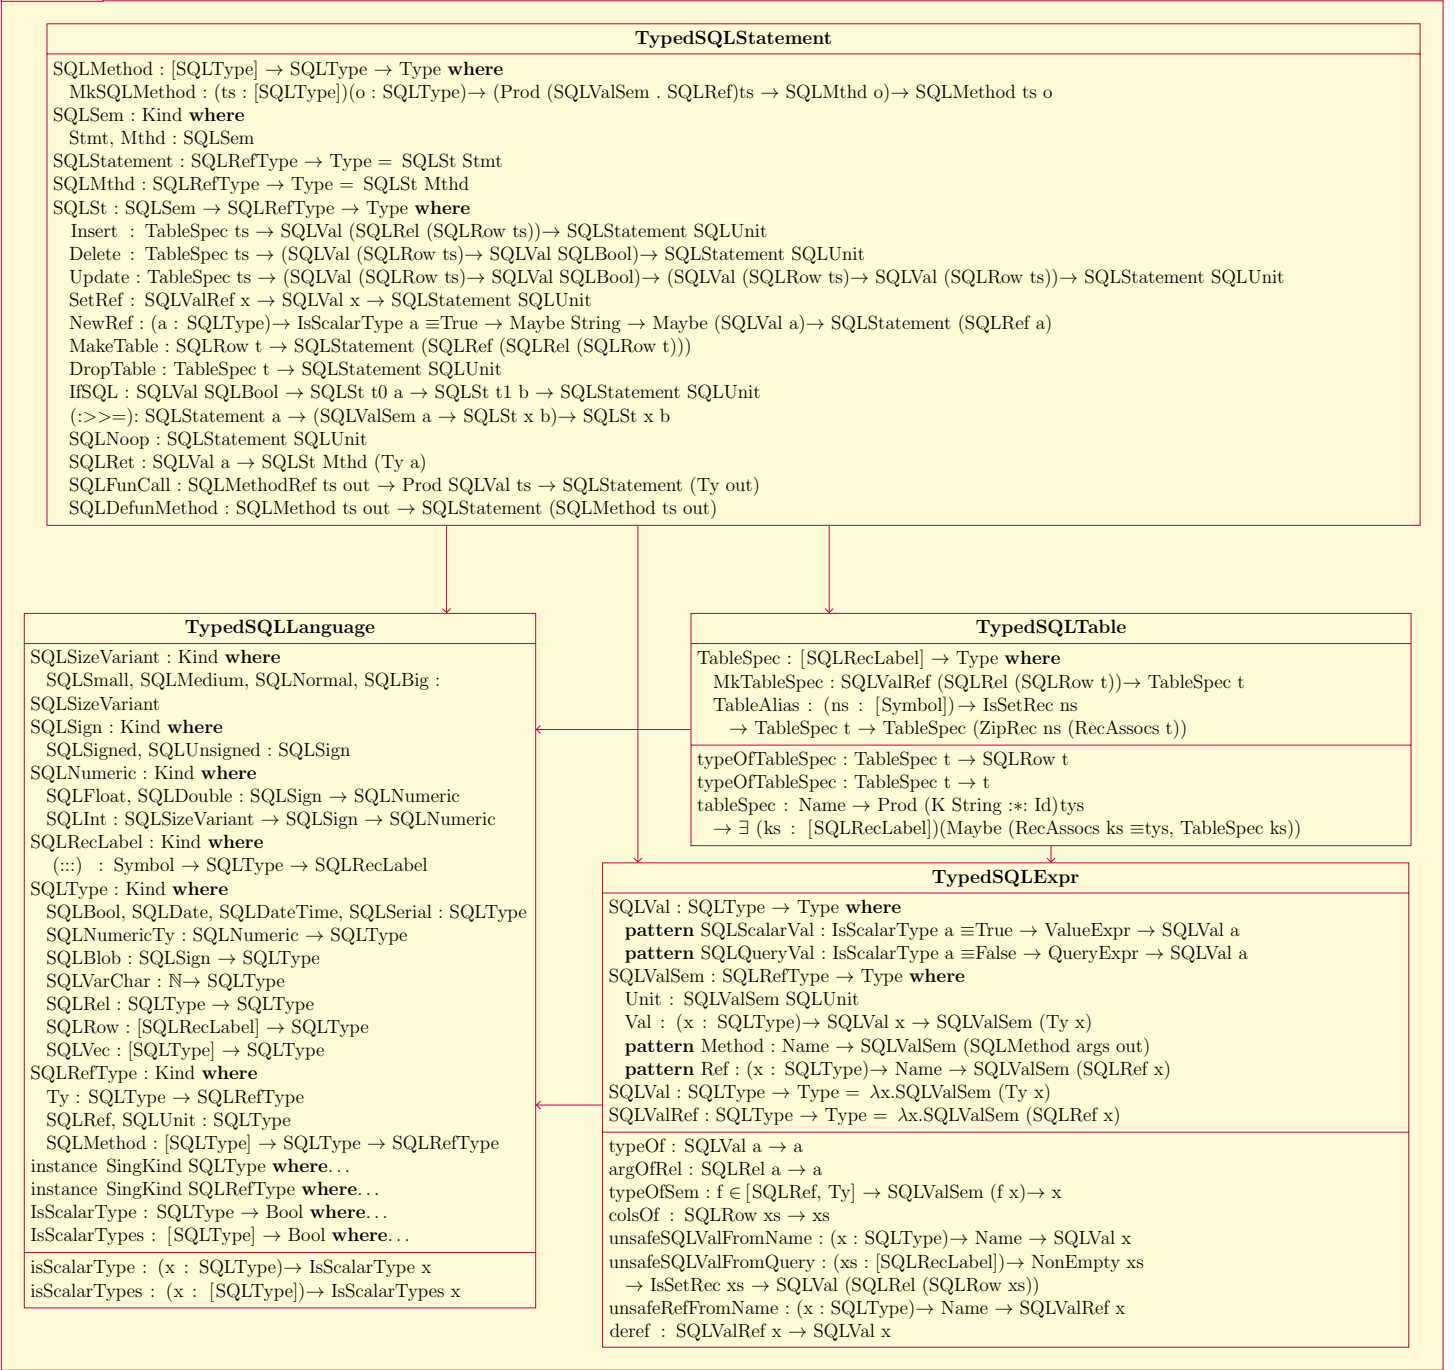 TypedSQLStatement
SQLMethod : [SQLType] → SQLType → Type where
MkSQLMethod : (ts : [SQLType])(o : SQLType)→ (Prod (SQLValSem . SQLRef)ts → SQLMthd o)→ SQLMethod ts o
SQLSem : Kind where
Stmt, Mthd : SQLSem
SQLStatement : SQLRefType → Type = SQLSt Stmt
SQLMthd : SQLRefType → Type = SQLSt Mthd
SQLSt : SQLSem → SQLRefType → Type where
Insert : TableSpec ts → SQLVal (SQLRel (SQLRow ts))→ SQLStatement SQLUnit
Delete : TableSpec ts → (SQLVal (SQLRow ts)→ SQLVal SQLBool)→ SQLStatement SQLUnit
Update : TableSpec ts → (SQLVal (SQLRow ts)→ SQLVal SQLBool)→ (SQLVal (SQLRow ts)→ SQLVal (SQLRow ts))→ SQLStatement SQLUnit
SetRef : SQLValRef x → SQLVal x → SQLStatement SQLUnit
NewRef : (a : SQLType)→ IsScalarType a ≡True → Maybe String → Maybe (SQLVal a)→ SQLStatement (SQLRef a)
MakeTable : SQLRow t → SQLStatement (SQLRef (SQLRel (SQLRow t)))
DropTable : TableSpec t → SQLStatement SQLUnit
IfSQL : SQLVal SQLBool → SQLSt t0 a → SQLSt t1 b → SQLStatement SQLUnit
(:>>=): SQLStatement a → (SQLValSem a → SQLSt x b)→ SQLSt x b
SQLNoop : SQLStatement SQLUnit
SQLRet : SQLVal a → SQLSt Mthd (Ty a)
SQLFunCall : SQLMethodRef ts out → Prod SQLVal ts → SQLStatement (Ty out)
SQLDefunMethod : SQLMethod ts out → SQLStatement (SQLMethod ts out)
TypedSQLLanguage
SQLSizeVariant : Kind where
SQLSmall, SQLMedium, SQLNormal, SQLBig :
SQLSizeVariant
SQLSign : Kind where
SQLSigned, SQLUnsigned : SQLSign
SQLNumeric : Kind where
SQLFloat, SQLDouble : SQLSign → SQLNumeric
SQLInt : SQLSizeVariant → SQLSign → SQLNumeric
SQLRecLabel : Kind where
(:::) : Symbol → SQLType → SQLRecLabel
SQLType : Kind where
SQLBool, SQLDate, SQLDateTime, SQLSerial : SQLType
SQLNumericTy : SQLNumeric → SQLType
SQLBlob : SQLSign → SQLType
SQLVarChar : ℕ→ SQLType
SQLRel : SQLType → SQLType
SQLRow : [SQLRecLabel] → SQLType
SQLVec : [SQLType] → SQLType
SQLRefType : Kind where
Ty : SQLType → SQLRefType
SQLRef, SQLUnit : SQLType
SQLMethod : [SQLType] → SQLType → SQLRefType
instance SingKind SQLType where...
instance SingKind SQLRefType where...
IsScalarType : SQLType → Bool where...
IsScalarTypes : [SQLType] → Bool where...
isScalarType : (x : SQLType)→ IsScalarType x
isScalarTypes : (x : [SQLType])→ IsScalarTypes x
TypedSQLTable
TableSpec : [SQLRecLabel] → Type where
MkTableSpec : SQLValRef (SQLRel (SQLRow t))→ TableSpec t
TableAlias : (ns : [Symbol])→ IsSetRec ns
→ TableSpec t → TableSpec (ZipRec ns (RecAssocs t))
typeOfTableSpec : TableSpec t → SQLRow t
typeOfTableSpec : TableSpec t → t
tableSpec : Name → Prod (K String :∗: Id)tys
→ ∃ (ks : [SQLRecLabel])(Maybe (RecAssocs ks ≡tys, TableSpec ks))
TypedSQLExpr
SQLVal : SQLType → Type where
pattern SQLScalarVal : IsScalarType a ≡True → ValueExpr → SQLVal a
pattern SQLQueryVal : IsScalarType a ≡False → QueryExpr → SQLVal a
SQLValSem : SQLRefType → Type where
Unit : SQLValSem SQLUnit
Val : (x : SQLType)→ SQLVal x → SQLValSem (Ty x)
pattern Method : Name → SQLValSem (SQLMethod args out)
pattern Ref : (x : SQLType)→ Name → SQLValSem (SQLRef x)
SQLVal : SQLType → Type = λx.SQLValSem (Ty x)
SQLValRef : SQLType → Type = λx.SQLValSem (SQLRef x)
typeOf : SQLVal a → a
argOfRel : SQLRel a → a
typeOfSem : f ∈ [SQLRef, Ty] → SQLValSem (f x)→ x
colsOf : SQLRow xs → xs
unsafeSQLValFromName : (x : SQLType)→ Name → SQLVal x
unsafeSQLValFromQuery : (xs : [SQLRecLabel])→ NonEmpty xs
→ IsSetRec xs → SQLVal (SQLRel (SQLRow xs))
unsafeRefFromName : (x : SQLType)→ Name → SQLValRef x
deref : SQLValRef x → SQLVal x